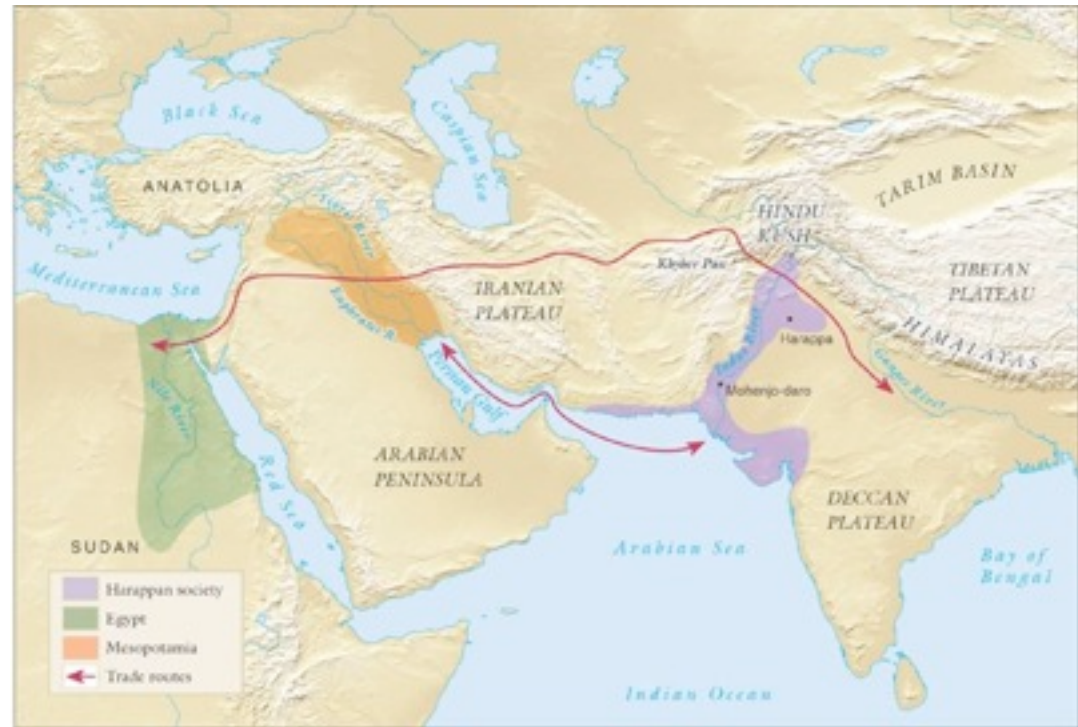 Black Sea
Caspian Sea
ANATOLIA
TARIM BASIN
HINDU
KUSH
Tigris River
Khyber Pass
TIBETAN
PLATEAU
Mediterranean Sea
IRANIAN
PLATEAU
Euphrates R.
HIMALAYAS
Harappa
Indus River
Ganges River
Mohenjo-daro
Persian Gulf
Nile River
Red Sea
ARABIAN
PENINSULA
DECCAN
PLATEAU
SUDAN
Arabian Sea
Bay of
Bengal
Harappan society
Egypt
Mesopotamia
Trade routes
Indian Ocean